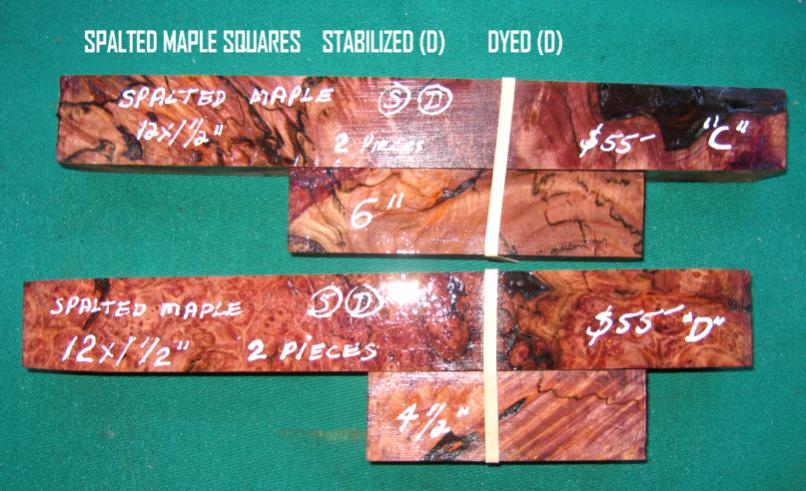 SPALTED MAPLE SQUARES STABILIZED (D) DYED (D)
SPALTED MAPLE S D
12x1 1/2" 2 PIECES $55- "C"
6"
SPALTED MAPLE S D
12x1 1/2" 2 PIECES $55- "D"
4 1/2"